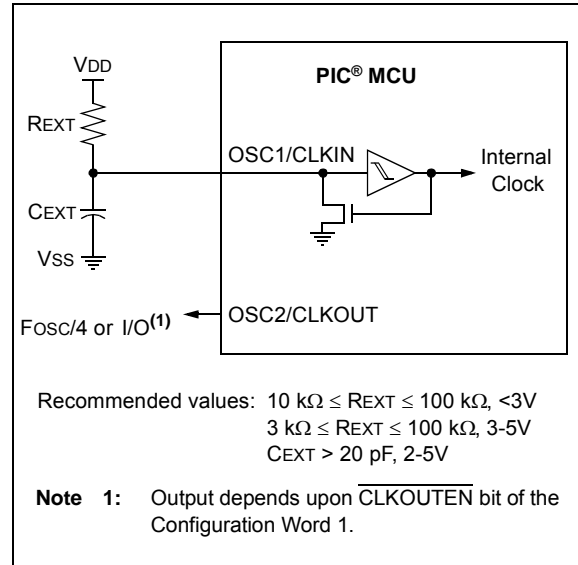 VDD
PIC® MCU
REXT
OSC1/CLKIN
Internal
Clock
CEXT
VSS
OSC2/CLKOUT
FOSC/4 or I/O(1)
Recommended values: 10 kΩ ≤ REXT ≤ 100 kΩ, <3V
3 kΩ ≤ REXT ≤ 100 kΩ, 3-5V
CEXT > 20 pF, 2-5V
Note 1: Output depends upon CLKOUTEN bit of the
Configuration Word 1.